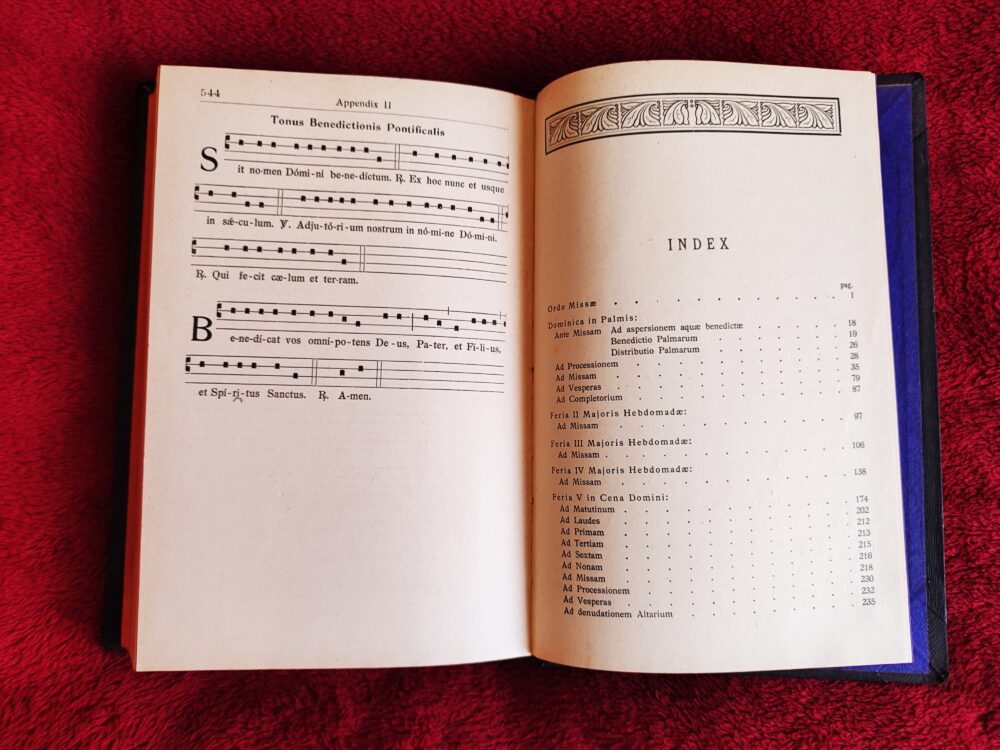 544
Appendix II
Tonus Benedictionis Pontificalis
S
it no-men Dómi-ni be-ne-díctum. ℟. Ex hoc nunc et usque
in sǽ-cu-lum. ℣. Adju-tó-ri-um nostrum in nó-mi-ne Dó-mi-ni.
℟. Qui fe-cit cæ-lum et ter-ram.
B
e-ne-dí-cat vos omní-po-tens De-us, Pa-ter, et Fí-li-us,
et Spí-ri-tus Sanctus. ℟. A-men.
INDEX
pag.
Ordo Missæ . . . . . . . . . . 1
Dominica in Palmis:
Ante Missam Ad aspersionem aquæ benedictæ . . . . . 18
Benedictio Palmarum . . . . . . 19
Distributio Palmarum . . . . . . 26
Ad Processionem . . . . . . . . . 28
Ad Missam . . . . . . . . . . 35
Ad Vesperas . . . . . . . . . . 79
Ad Completorium . . . . . . . . . 87
Feria II Majoris Hebdomadæ:
Ad Missam . . . . . . . . . . 97
Feria III Majoris Hebdomadæ:
Ad Missam . . . . . . . . . . 106
Feria IV Majoris Hebdomadæ:
Ad Missam . . . . . . . . . . 138
Feria V in Cena Domini:
Ad Matutinum . . . . . . . . . 174
Ad Laudes . . . . . . . . . . 202
Ad Primam . . . . . . . . . . 212
Ad Tertiam . . . . . . . . . . 213
Ad Sextam . . . . . . . . . . 215
Ad Nonam . . . . . . . . . . 216
Ad Missam . . . . . . . . . . 218
Ad Processionem . . . . . . . . . 230
Ad Vesperas . . . . . . . . . . 232
Ad denudationem Altarium . . . . . . . 235